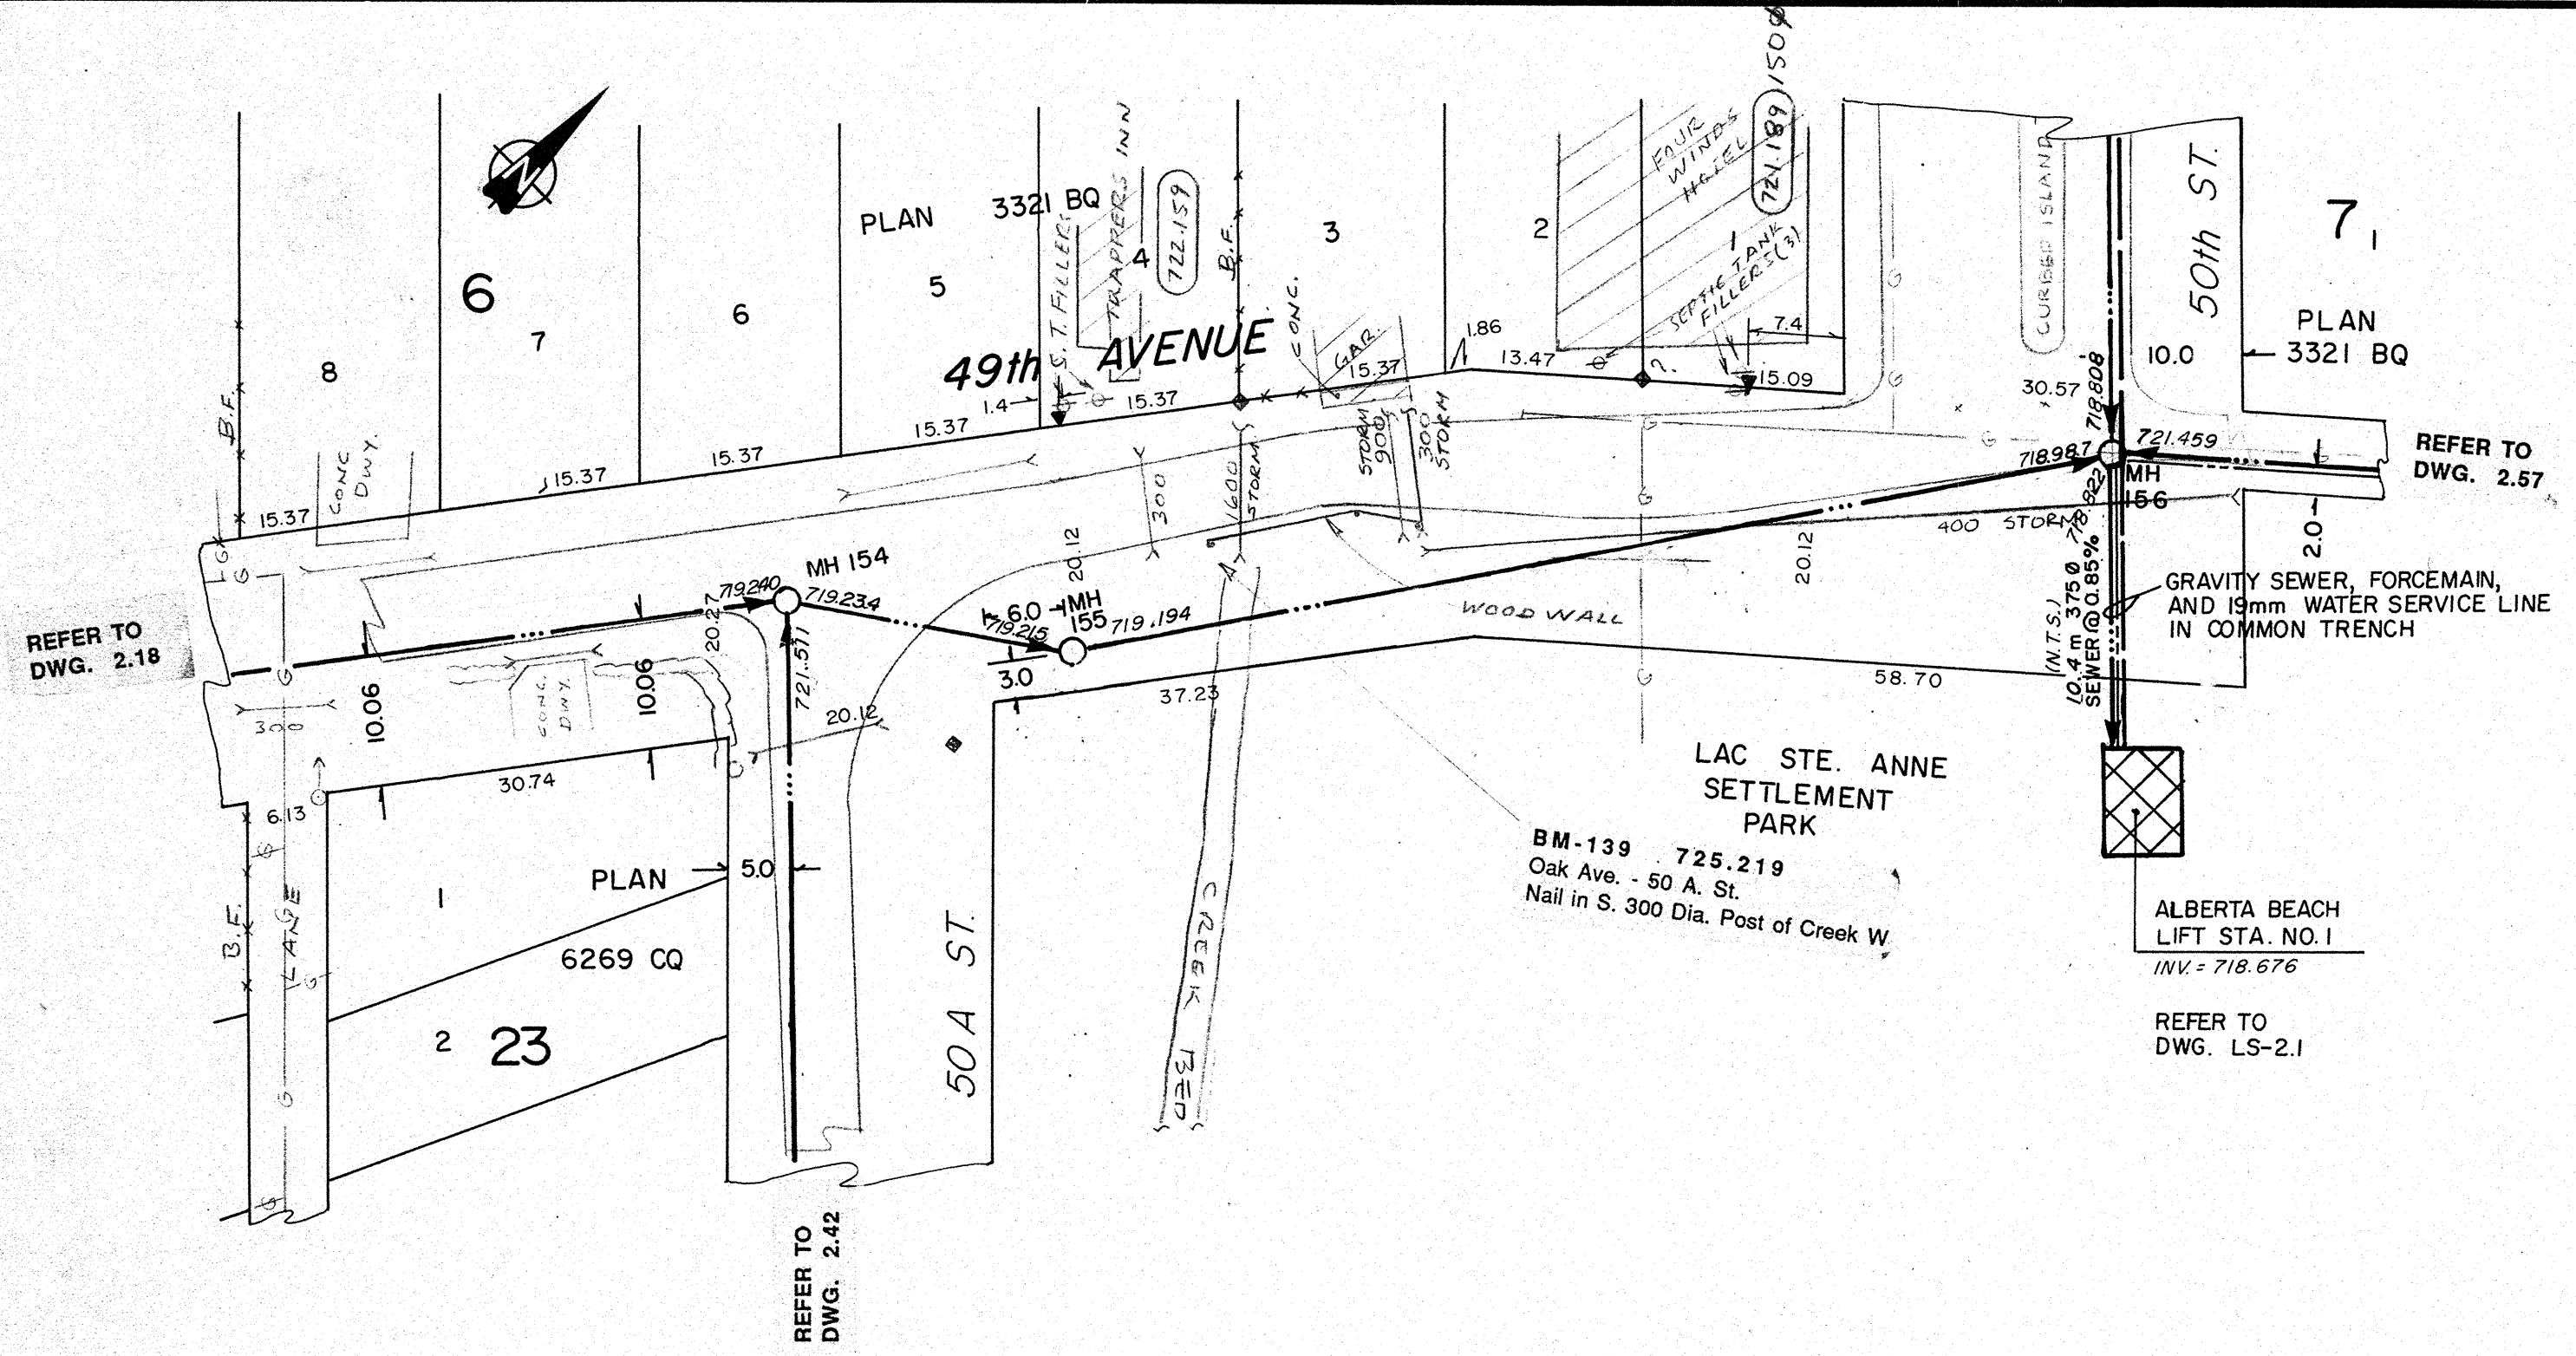 1500
FOUR
WINDS
HOTEL
721.189
SEPTIC TANK
FILLERS (3)
TRAPPERS INN
S.T. FILLERS
722.159
PLAN 3321 BQ
B.F.
CONC.
GAR.
CURBED ISLAND
50th ST.
7
1
PLAN
3321 BQ
10.0
30.57
8
6
7
6
5
4
3
2
1
49th AVENUE
1.4
15.37
15.37
15.37
15.37
15.37
15.37
1.86
13.47
7.4
15.09
B.F.
CONC
DWY.
N
718.808
721.459
718.987
718.822
MH
156
REFER TO
DWG. 2.57
2.0
300
1600
STORM
STORM
900
300
STORM
400 STORM
20.12
20.12
WOOD WALL
MH 154
719.240
719.234
20.27
721.571
6.0
MH
155
719.215
719.194
3.0
37.23
58.70
REFER TO
DWG. 2.18
10.06
10.06
CONC.
DWY.
300
20.12
30.74
6.13
(N.T.S.)
10.4 m 375Ø
SEWER @ 0.85%
GRAVITY SEWER, FORCEMAIN,
AND 19mm WATER SERVICE LINE
IN COMMON TRENCH
LAC STE. ANNE
SETTLEMENT
PARK
BM-139 725.219
Oak Ave. - 50 A. St.
Nail in S. 300 Dia. Post of Creek W.
ALBERTA BEACH
LIFT STA. NO. 1
INV. = 718.676
REFER TO
DWG. LS-2.1
PLAN
6269 CQ
5.0
1
2
23
B.F.
LANE
50 A ST.
CREEK BED
REFER TO
DWG. 2.42